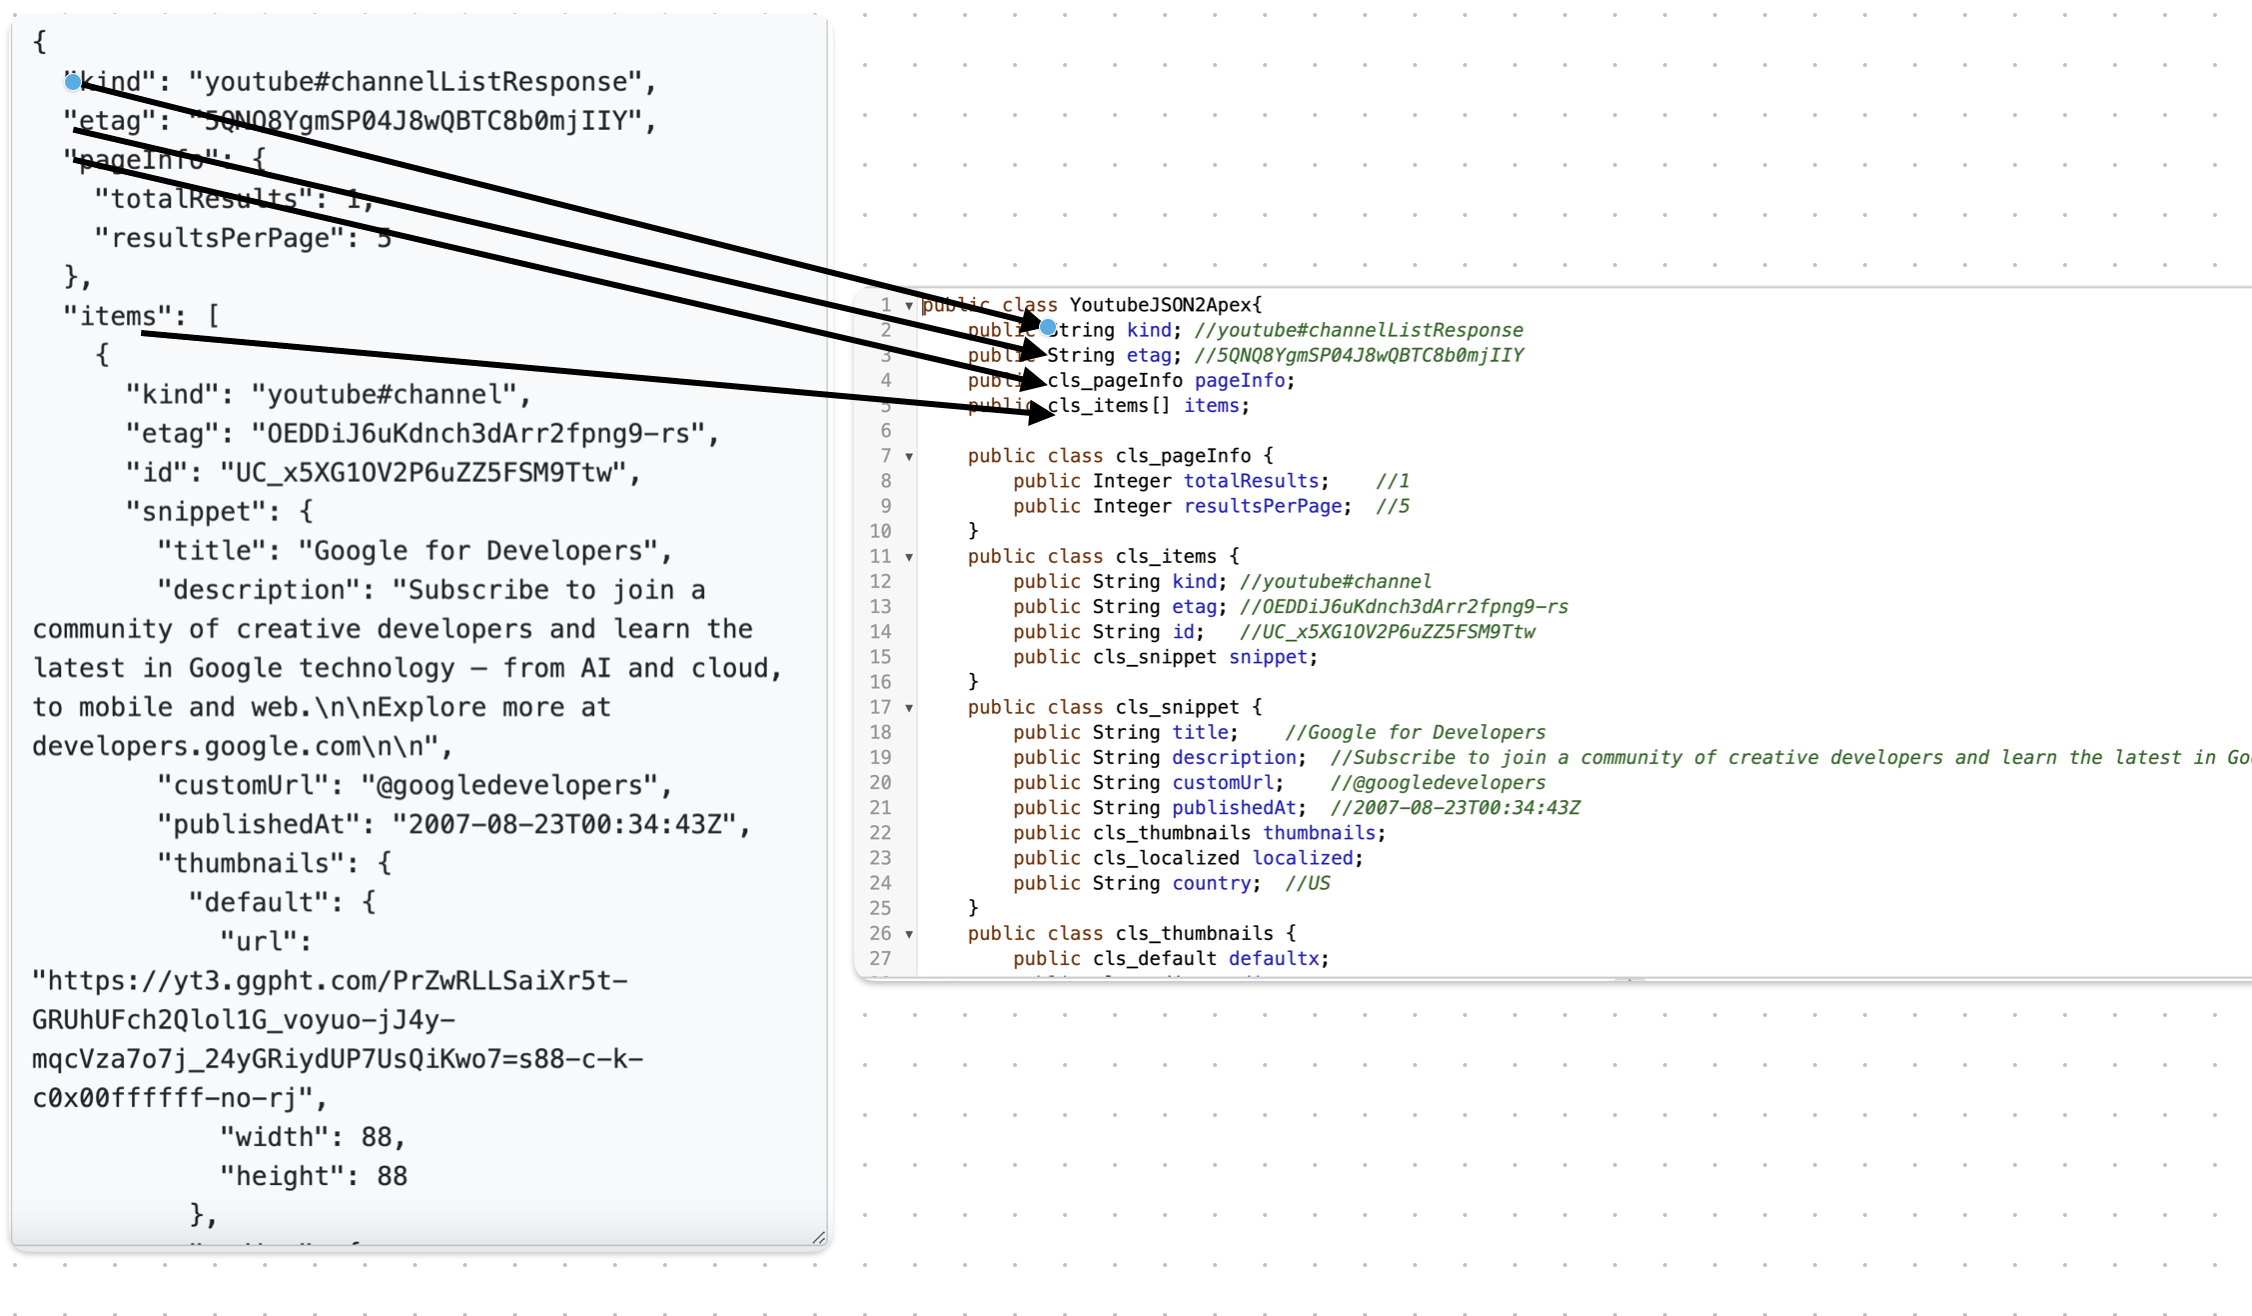 {
  "kind": "youtube#channelListResponse",
  "etag": "5QNQ8YgmSP04J8wQBTC8b0mjIIY",
  "pageInfo": {
    "totalResults": 1,
    "resultsPerPage": 5
  },
  "items": [
    {
      "kind": "youtube#channel",
      "etag": "OEDDiJ6uKdnch3dArr2fpng9-rs",
      "id": "UC_x5XG1OV2P6uZZ5FSM9Ttw",
      "snippet": {
        "title": "Google for Developers",
        "description": "Subscribe to join a
community of creative developers and learn the
latest in Google technology — from AI and cloud,
to mobile and web.\n\nExplore more at
developers.google.com\n\n",
        "customUrl": "@googledevelopers",
        "publishedAt": "2007-08-23T00:34:43Z",
        "thumbnails": {
          "default": {
            "url":
"https://yt3.ggpht.com/PrZwRLLSaiXr5t-
GRUhUFch2Qlol1G_voyuo-jJ4y-
mqcVza7o7j_24yGRiydUP7UsQiKwo7=s88-c-k-
c0x00ffffff-no-rj",
            "width": 88,
            "height": 88
          },
1 public class YoutubeJSON2Apex{
2     public String kind; //youtube#channelListResponse
3     public String etag; //5QNQ8YgmSP04J8wQBTC8b0mjIIY
4     public cls_pageInfo pageInfo;
5     public cls_items[] items;
6
7     public class cls_pageInfo {
8         public Integer totalResults;    //1
9         public Integer resultsPerPage;  //5
10     }
11     public class cls_items {
12         public String kind; //youtube#channel
13         public String etag; //OEDDiJ6uKdnch3dArr2fpng9-rs
14         public String id;   //UC_x5XG1OV2P6uZZ5FSM9Ttw
15         public cls_snippet snippet;
16     }
17     public class cls_snippet {
18         public String title;    //Google for Developers
19         public String description;  //Subscribe to join a community of creative developers and learn the latest in
20         public String customUrl;    //@googledevelopers
21         public String publishedAt;  //2007-08-23T00:34:43Z
22         public cls_thumbnails thumbnails;
23         public cls_localized localized;
24         public String country;  //US
25     }
26     public class cls_thumbnails {
27         public cls_default defaultx;